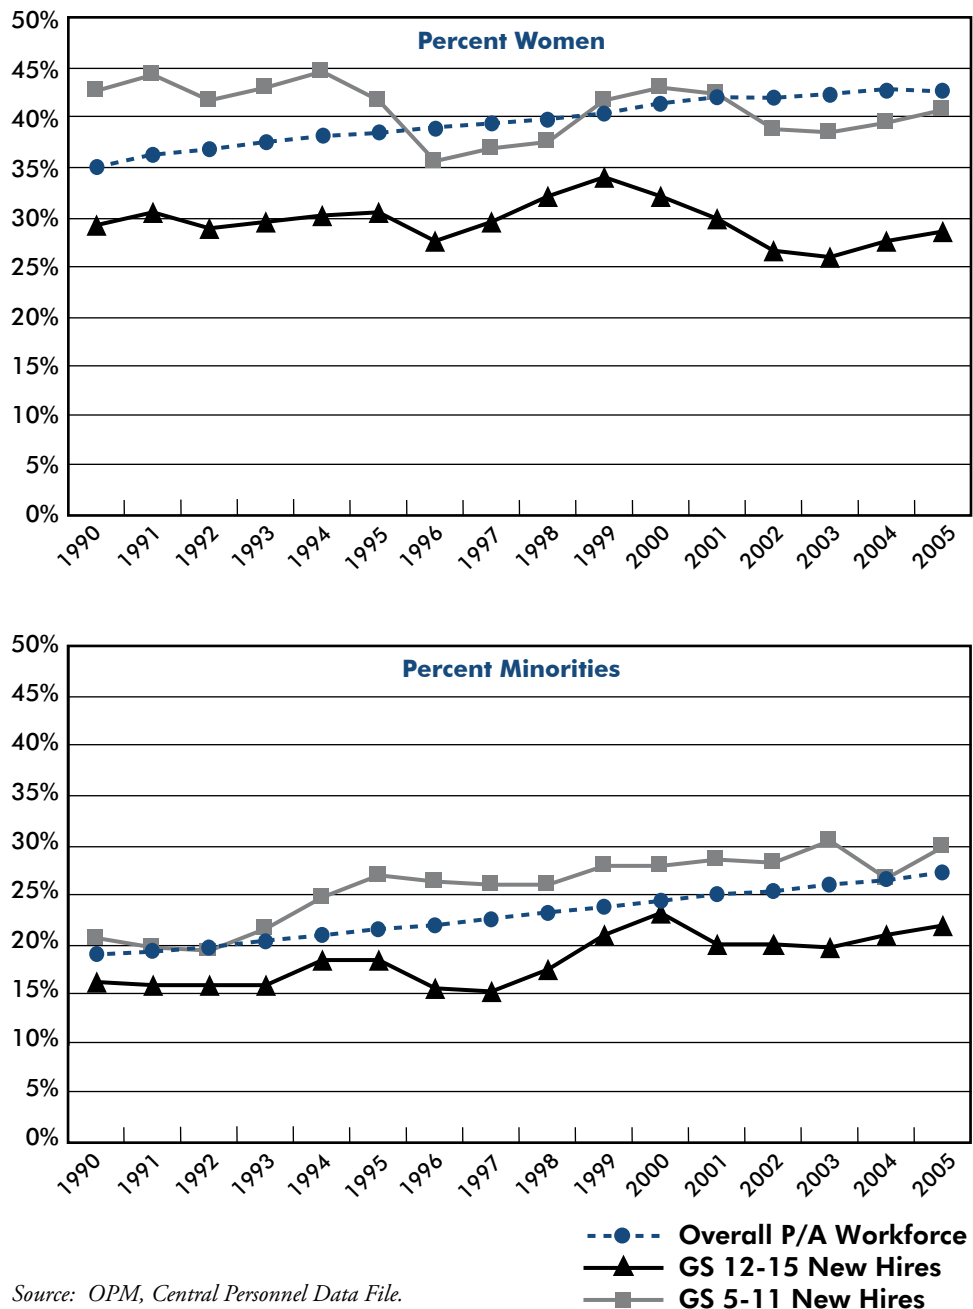 Percent Women
50%
45%
40%
35%
30%
25%
20%
15%
10%
5%
0%
1990 1991 1992 1993 1994 1995 1996 1997 1998 1999 2000 2001 2002 2003 2004 2005
Percent Minorities
50%
45%
40%
35%
30%
25%
20%
15%
10%
5%
0%
1990 1991 1992 1993 1994 1995 1996 1997 1998 1999 2000 2001 2002 2003 2004 2005
Overall P/A Workforce
GS 12-15 New Hires
GS 5-11 New Hires
Source: OPM, Central Personnel Data File.